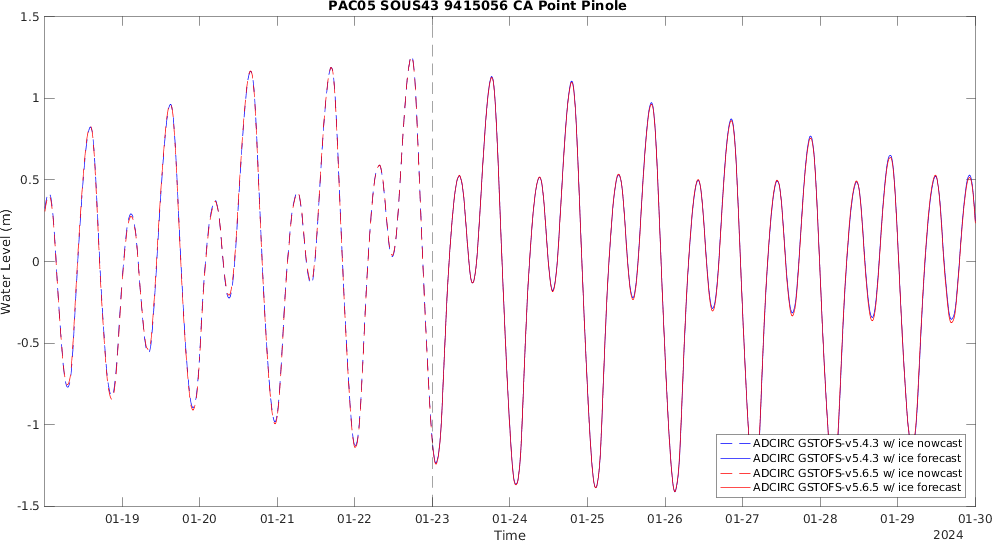 PAC05 SOUS43 9415056 CA Point Pinole
1.5
1
0.5
0
-0.5
-1
-1.5
Water Level (m)
01-19 01-20 01-21 01-22 01-23 01-24 01-25 01-26 01-27 01-28 01-29 01-30
Time
2024
ADCIRC GSTOFS-v5.4.3 w/ ice nowcast
ADCIRC GSTOFS-v5.4.3 w/ ice forecast
ADCIRC GSTOFS-v5.6.5 w/ ice nowcast
ADCIRC GSTOFS-v5.6.5 w/ ice forecast